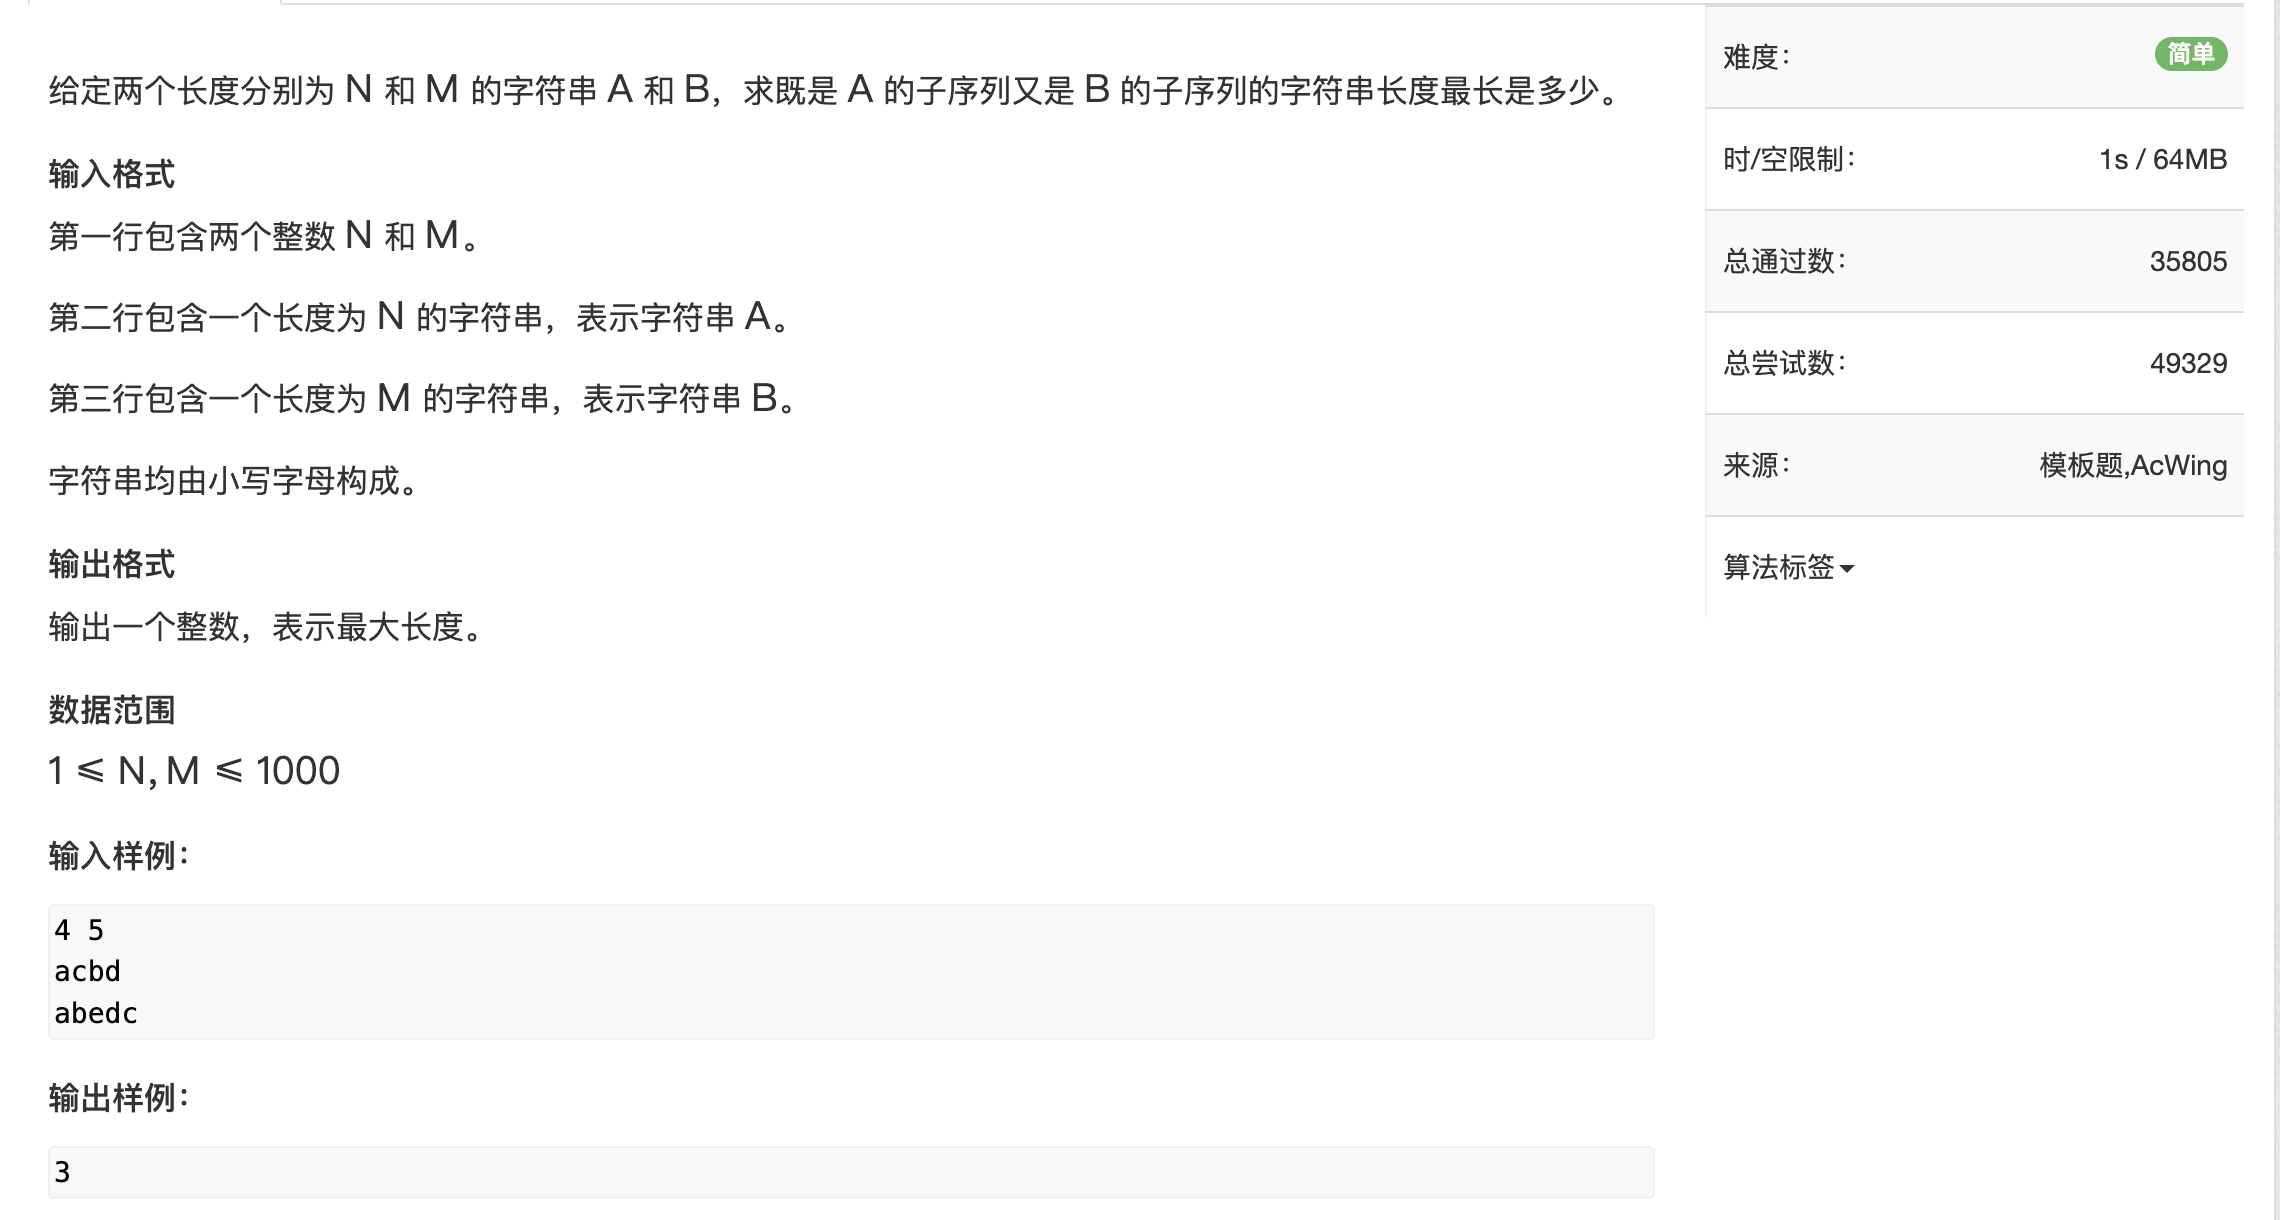 给定两个长度分别为 N 和 M 的字符串 A 和 B，求既是 A 的子序列又是 B 的子序列的字符串长度最长是多少。
输入格式
第一行包含两个整数 N 和 M。
第二行包含一个长度为 N 的字符串，表示字符串 A。
第三行包含一个长度为 M 的字符串，表示字符串 B。
字符串均由小写字母构成。
输出格式
输出一个整数，表示最大长度。
数据范围
1 ⩽ N, M ⩽ 1000
输入样例：
4 5
acbd
abedc
输出样例：
3
难度： 简单
时/空限制： 1s / 64MB
总通过数： 35805
总尝试数： 49329
来源： 模板题,AcWing
算法标签